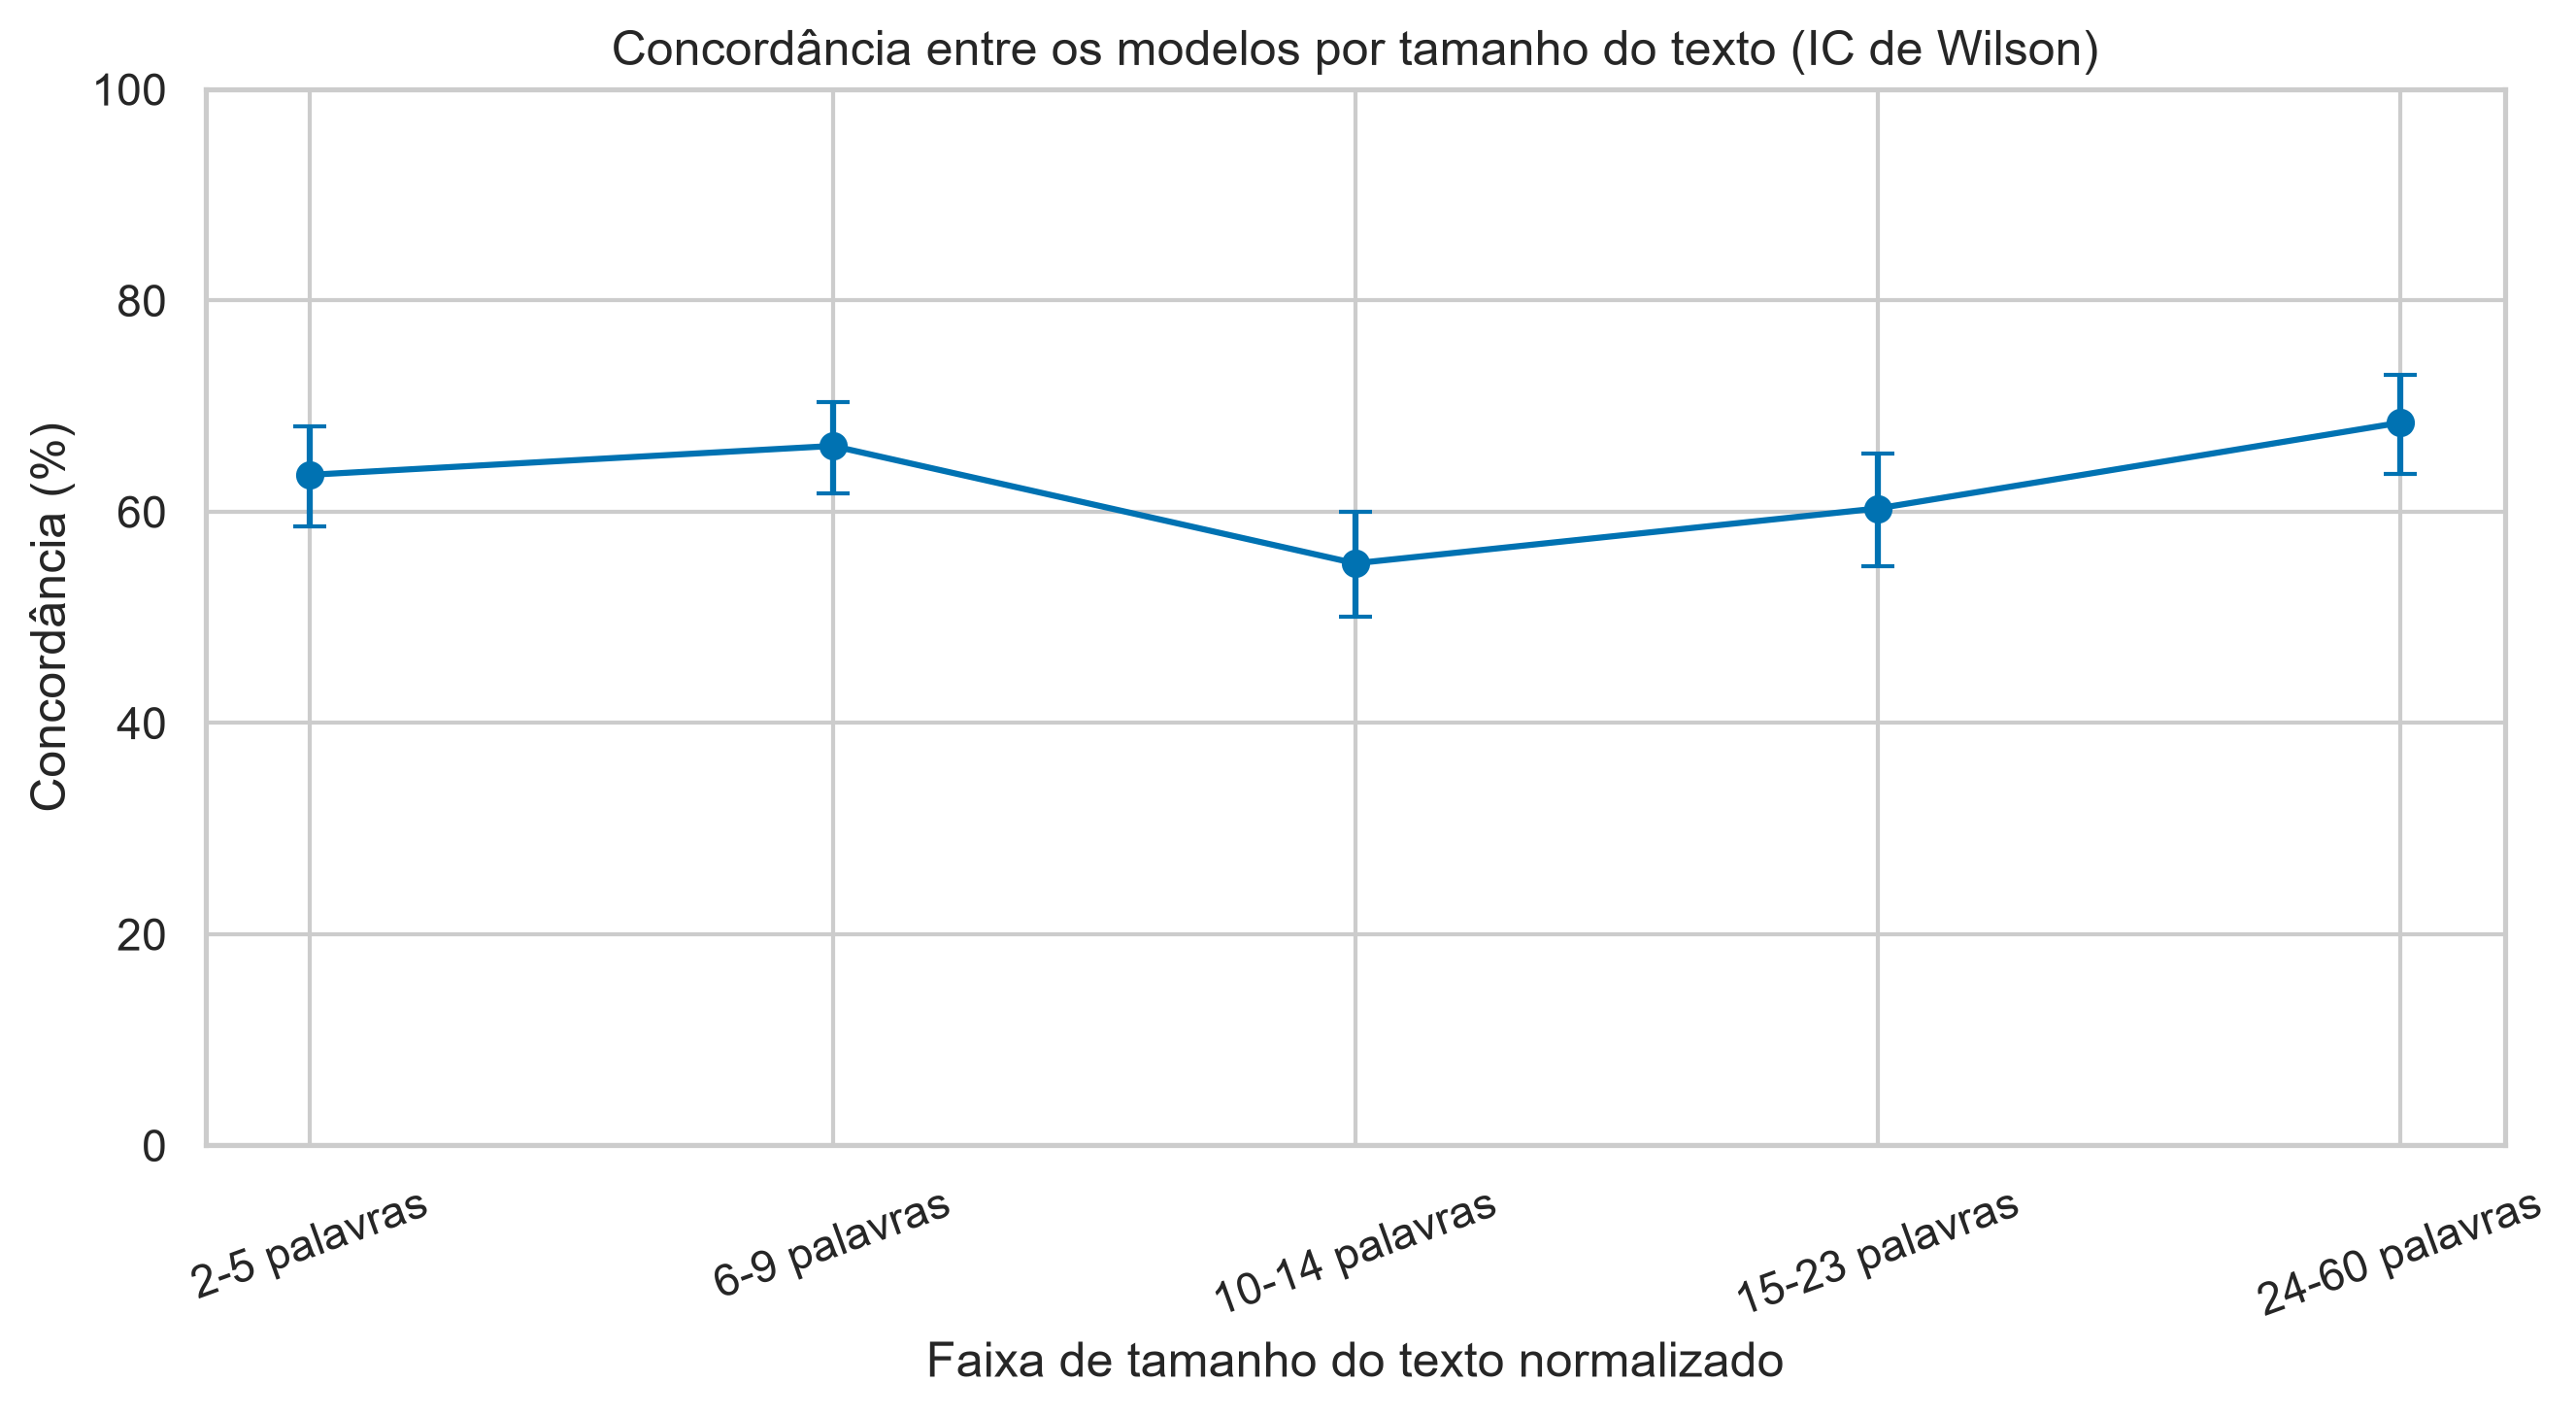 Concordância entre os modelos por tamanho do texto (IC de Wilson)
Concordância (%)
100
80
60
40
20
0
2-5 palavras
6-9 palavras
10-14 palavras
15-23 palavras
24-60 palavras
Faixa de tamanho do texto normalizado